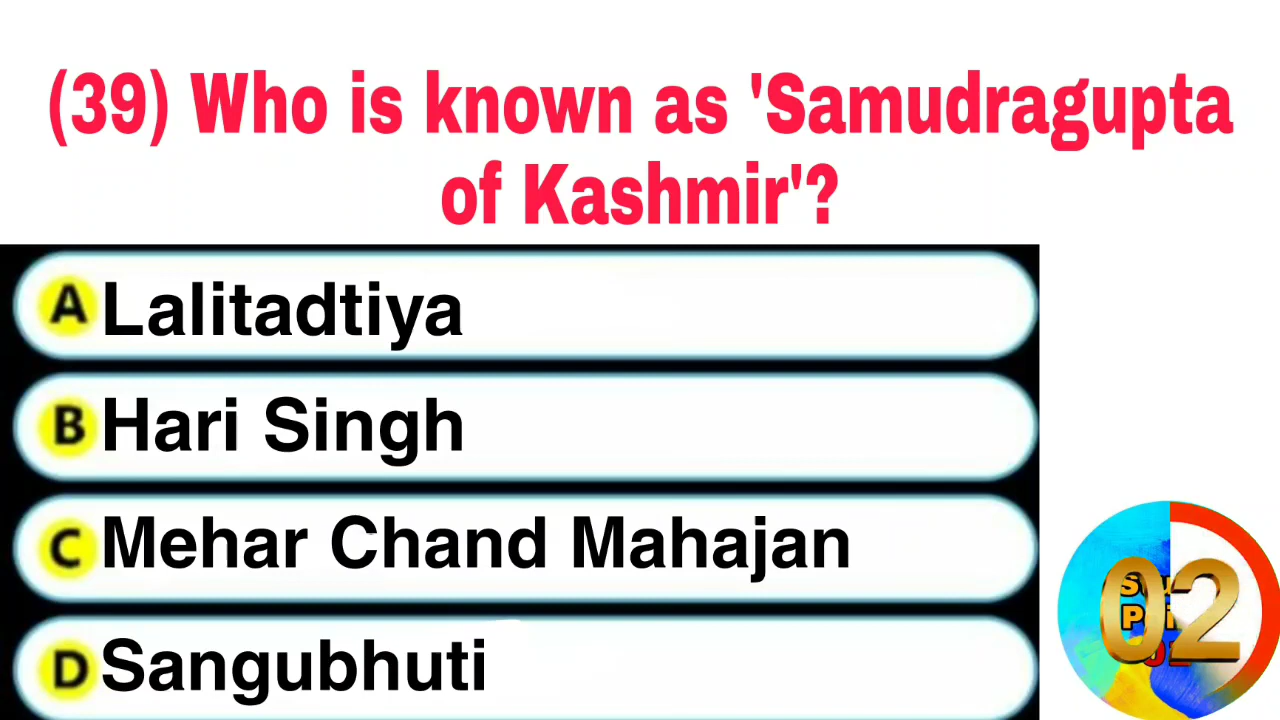 (39) Who is known as 'Samudragupta
of Kashmir'?
A Lalitadtiya
B Hari Singh
C Mehar Chand Mahajan
D Sangubhuti
02